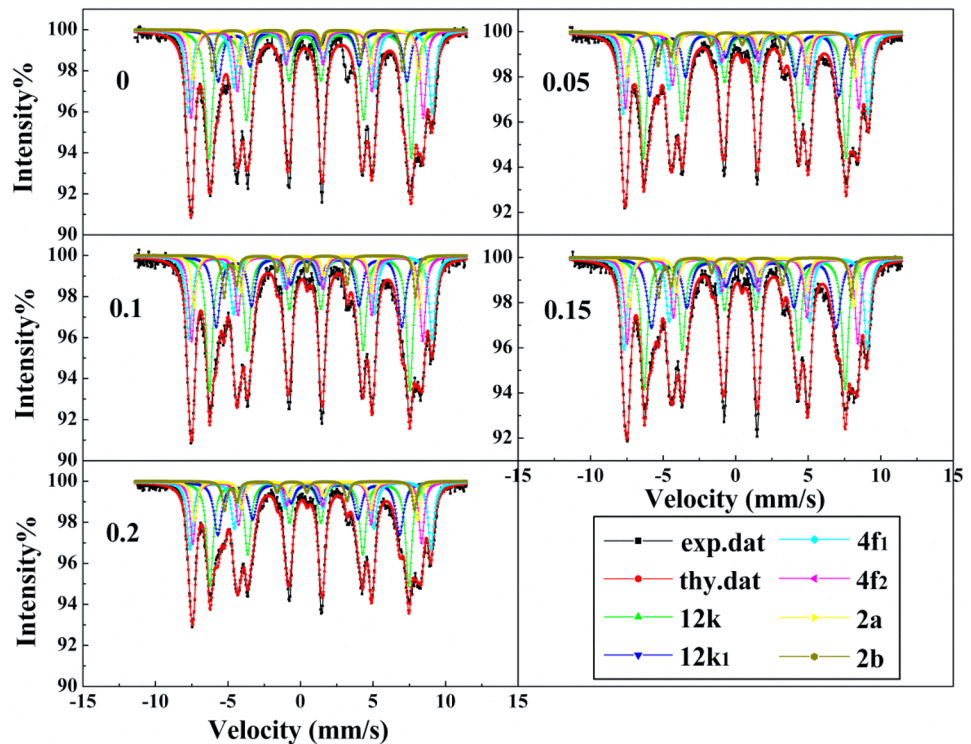 100
98
96
94
92
90
Intensity%
0
100
98
96
94
92
0.05
100
98
96
94
92
90
Intensity%
0.1
100
98
96
94
92
0.15
-15 -10 -5 0 5 10 15
Velocity (mm/s)
100
98
96
94
92
90
Intensity%
0.2
-15 -10 -5 0 5 10 15
Velocity (mm/s)
exp.dat
thy.dat
12k
12k1
4f1
4f2
2a
2b